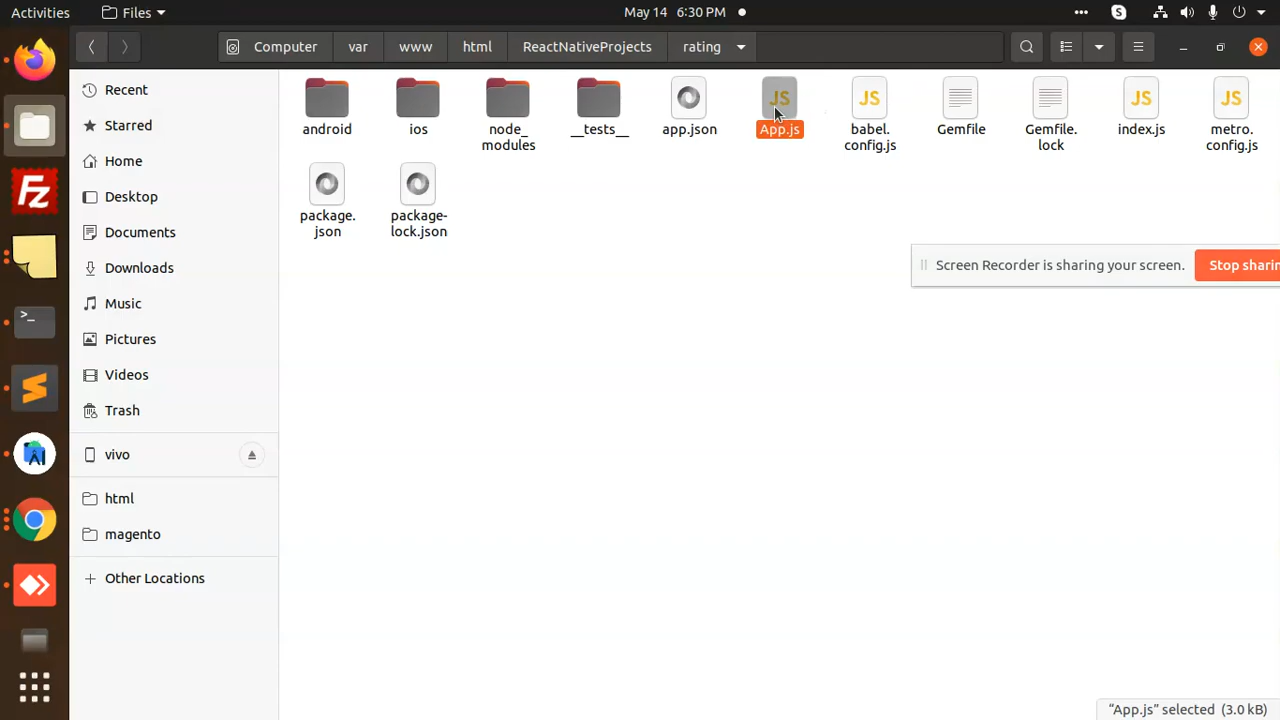 Activities
Files
May 14 6:30 PM
Computer
var
www
html
ReactNativeProjects
rating
Recent
Starred
Home
Desktop
Documents
Downloads
Music
Pictures
Videos
Trash
vivo
html
magento
+ Other Locations
android
ios
node_
modules
__tests__
app.json
JS
App.js
JS
babel.
config.js
Gemfile
Gemfile.
lock
JS
index.js
JS
metro.
config.js
package.
json
package-
lock.json
Screen Recorder is sharing your screen.
Stop sharin
Fz
>_
S
"App.js" selected (3.0 kB)